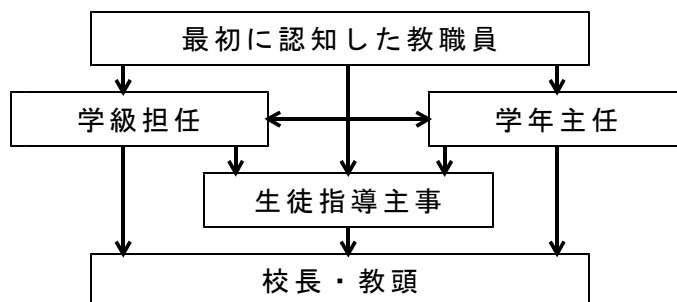 最初に認知した教職員
学級担任
学年主任
生徒指導主事
校長・教頭